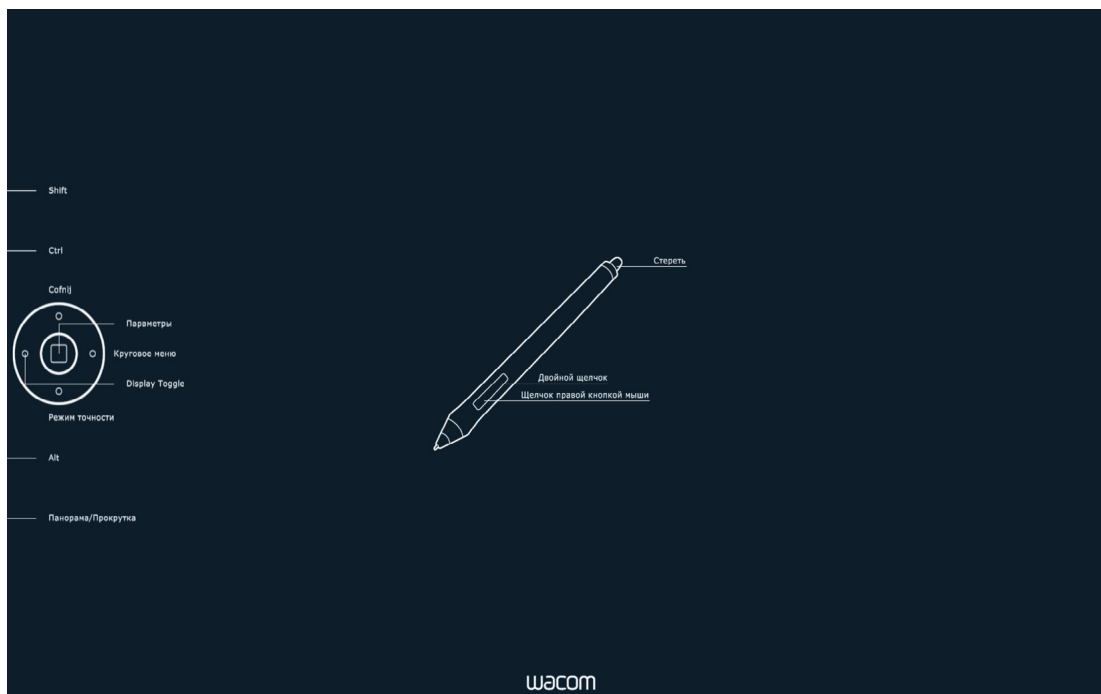 Shift
Ctrl
Cofnij
Параметры
Круговое меню
Display Toggle
Режим точности
Alt
Панорама/Прокрутка
Стереть
Двойной щелчок
Щелчок правой кнопкой мыши
wacom